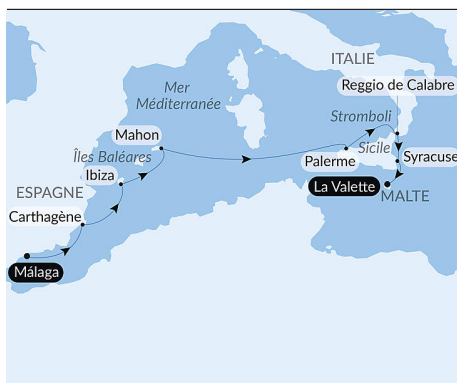 ITALIE
Reggio de Calabre
Mer
Méditerranée
Stromboli
Mahon
Sicile
Îles Baléares
Palerme
Syracuse
Ibiza
La Valette
MALTE
ESPAGNE
Carthagène
Málaga